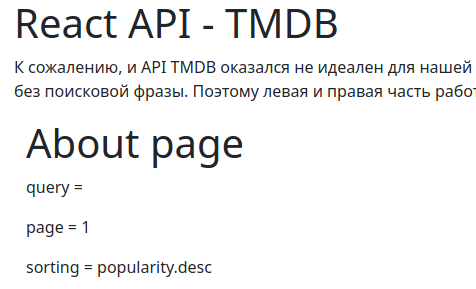 React API - TMDB
К сожалению, и API TMDB оказался не идеален для нашей
без поисковой фразы. Поэтому левая и правая часть
About page
query =
page = 1
sorting = popularity.desc